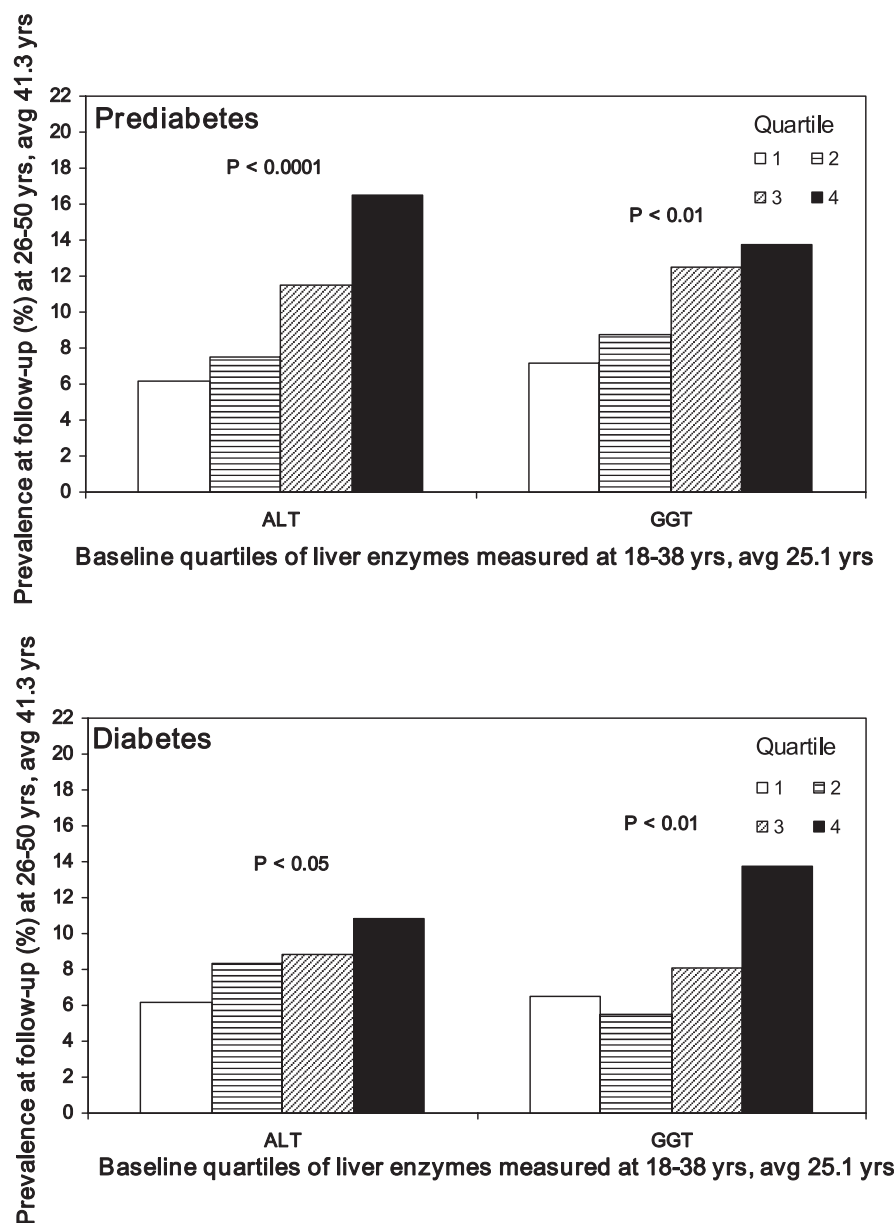 Prevalence at follow-up (%) at 26-50 yrs, avg 41.3 yrs
22
20
18
16
14
12
10
8
6
4
2
0
Prediabetes
P < 0.0001
P < 0.01
Quartile
1
2
3
4
ALT
GGT
Baseline quartiles of liver enzymes measured at 18-38 yrs, avg 25.1 yrs
Prevalence at follow-up (%) at 26-50 yrs, avg 41.3 yrs
22
20
18
16
14
12
10
8
6
4
2
0
Diabetes
P < 0.05
P < 0.01
Quartile
1
2
3
4
ALT
GGT
Baseline quartiles of liver enzymes measured at 18-38 yrs, avg 25.1 yrs